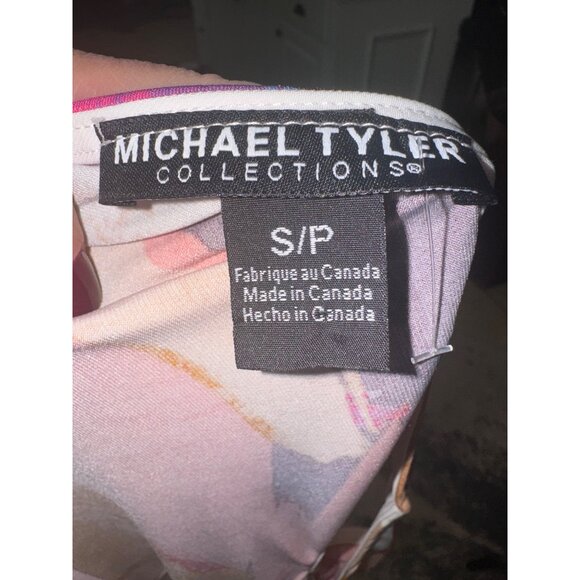 MICHAEL TYLER
COLLECTIONS®
S/P
Fabrique au Canada
Made in Canada
Hecho in Canada